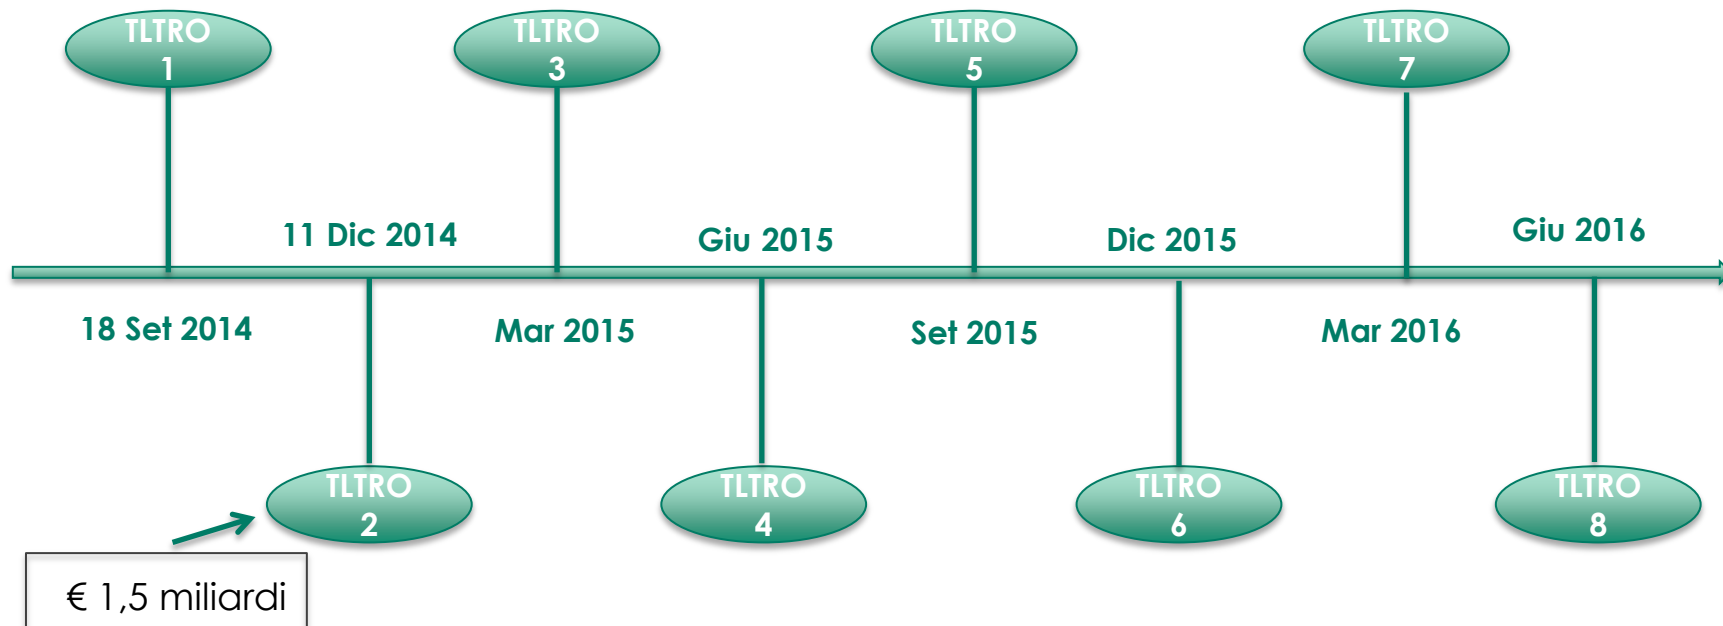 TLTRO
1
TLTRO
3
TLTRO
5
TLTRO
7
11 Dic 2014
Giu 2015
Dic 2015
Giu 2016
18 Set 2014
Mar 2015
Set 2015
Mar 2016
TLTRO
2
TLTRO
4
TLTRO
6
TLTRO
8
€ 1,5 miliardi